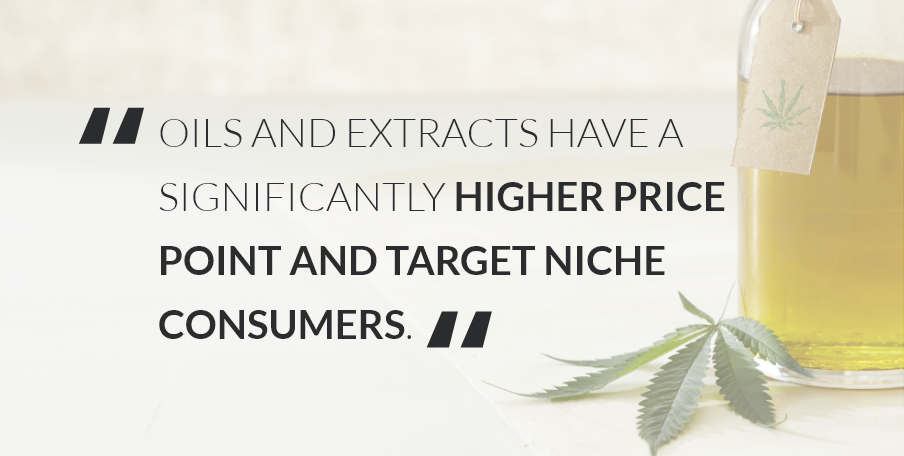 " OILS AND EXTRACTS HAVE A
SIGNIFICANTLY HIGHER PRICE
POINT AND TARGET NICHE
CONSUMERS. "